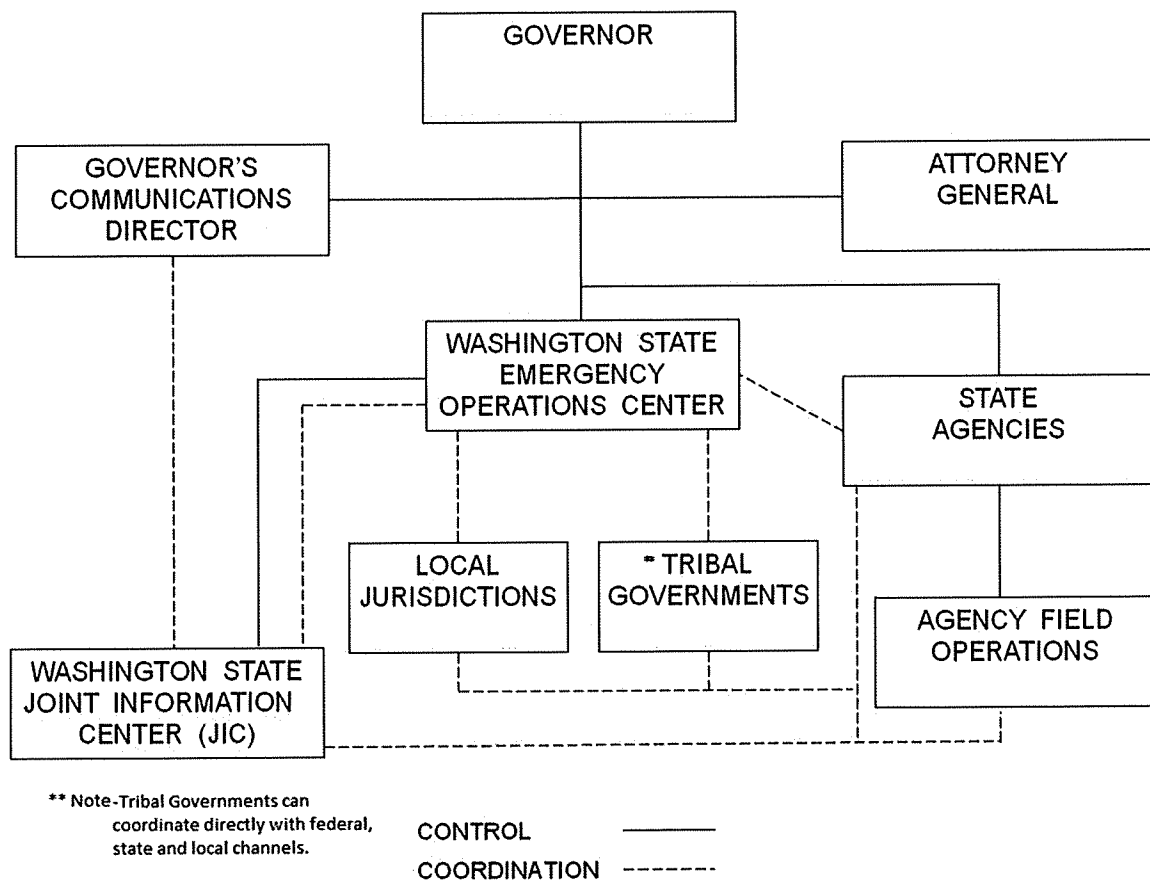 GOVERNOR
GOVERNOR'S
COMMUNICATIONS
DIRECTOR
ATTORNEY
GENERAL
WASHINGTON STATE
EMERGENCY
OPERATIONS CENTER
STATE
AGENCIES
LOCAL
JURISDICTIONS
** TRIBAL
GOVERNMENTS
AGENCY FIELD
OPERATIONS
WASHINGTON STATE
JOINT INFORMATION
CENTER (JIC)
** Note-Tribal Governments can
coordinate directly with federal,
state and local channels.
CONTROL
COORDINATION